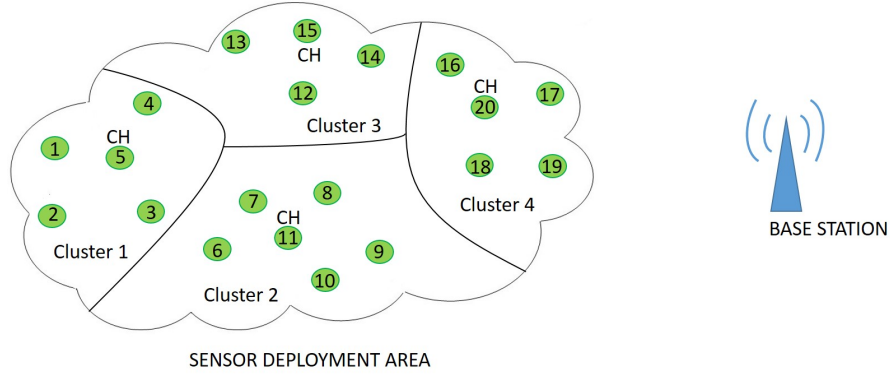 13
15
CH
14
12
Cluster 3
4
1
CH
5
2
3
Cluster 1
7
8
CH
11
6
9
10
Cluster 2
16
CH
20
17
18
19
Cluster 4
BASE STATION
SENSOR DEPLOYMENT AREA